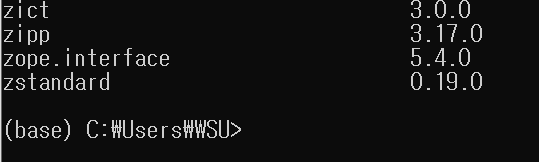 zict 3.0.0
zipp 3.17.0
zope.interface 5.4.0
zstandard 0.19.0
(base) C:₩Users₩WSU>